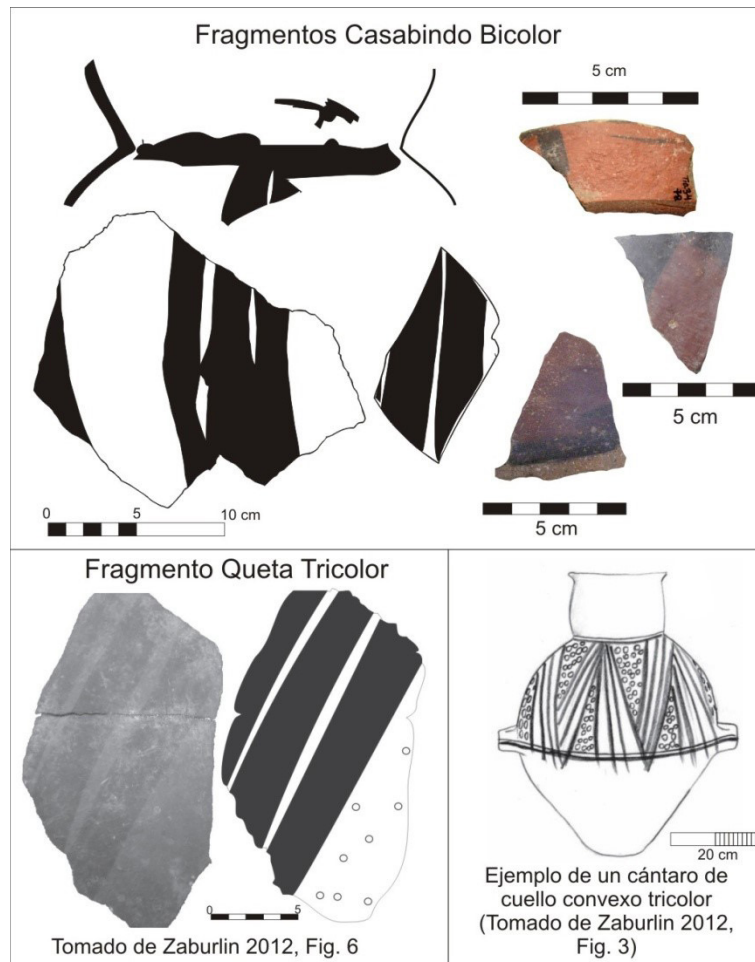 Fragmentos Casabindo Bicolor
5 cm
5 cm
5 cm
0 5 10 cm
Fragmento Queta Tricolor
0 5
Tomado de Zaburlin 2012, Fig. 6
20 cm
Ejemplo de un cántaro de
cuello convexo tricolor
(Tomado de Zaburlin 2012,
Fig. 3)